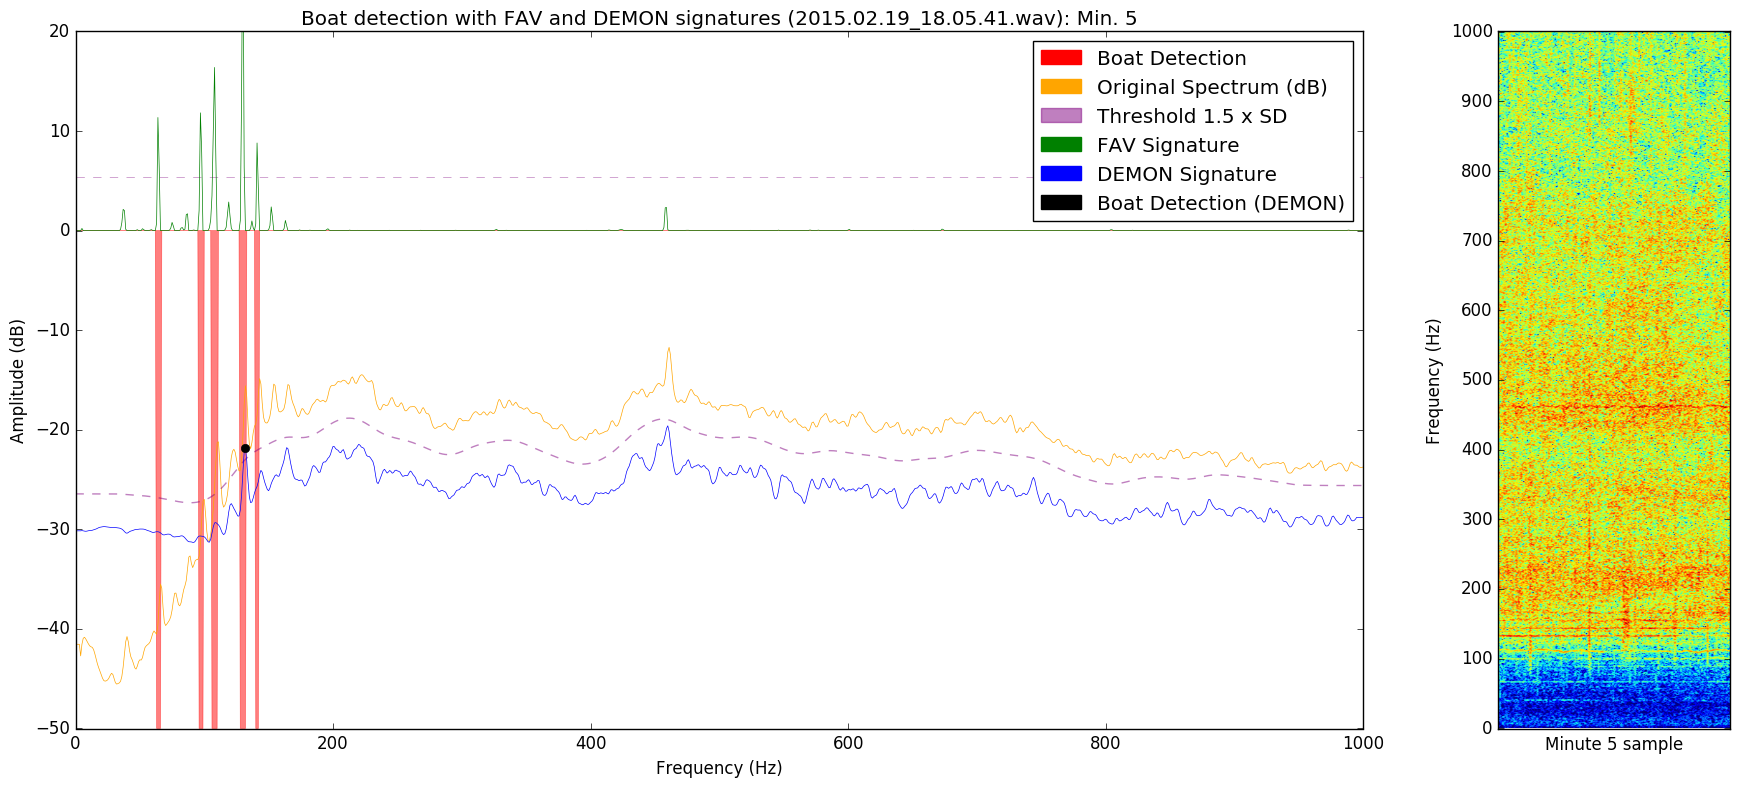 Boat detection with FAV and DEMON signatures (2015.02.19_18.05.41.wav): Min. 5
20
10
0
−10
−20
−30
−40
−50
Amplitude (dB)
0
200
400
600
800
1000
Frequency (Hz)
Boat Detection
Original Spectrum (dB)
Threshold 1.5 x SD
FAV Signature
DEMON Signature
Boat Detection (DEMON)
1000
900
800
700
600
500
400
300
200
100
0
Frequency (Hz)
Minute 5 sample